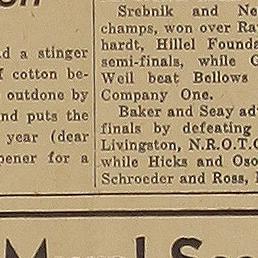 d a stinger
f cotton be-
outdone by
nd puts the
year (dear
pener for a
Srebnik and Ne
champs, won over Ra
hardt, Hillel Founda
semi-finals, while G
Weil beat Bellows
Company One.
Baker and Seay ad
finals by defeating
Livingston, N.R.O.T.C
while Hicks and Oso
Schroeder and Ross,